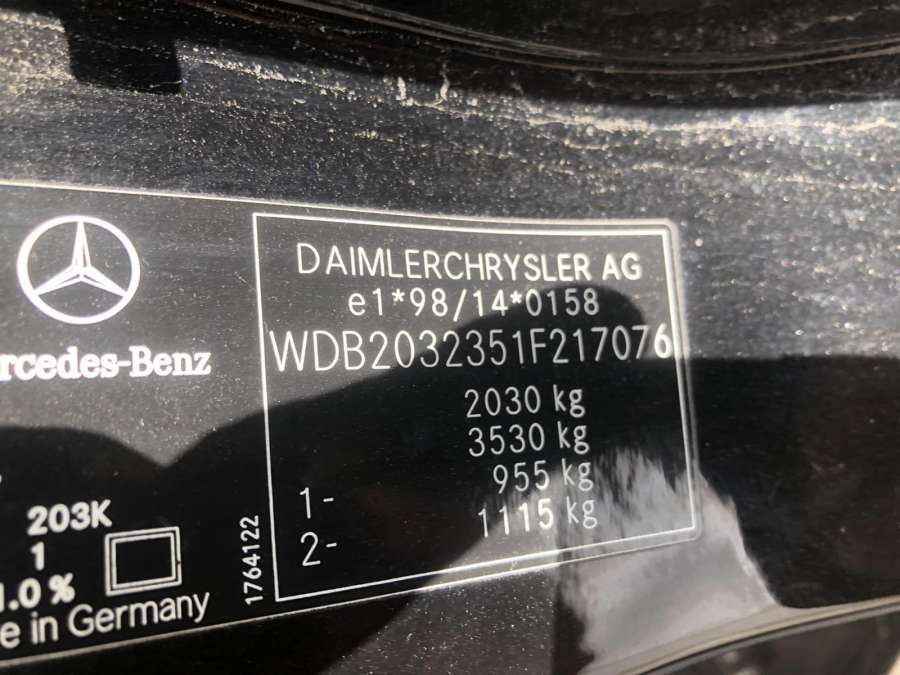 DAIMLERCHRYSLER AG
e1*98/14*0158
WDB2032351F217076
2030 kg
3530 kg
1- 955 kg
2- 1115 kg
rcedes-Benz
203K
1
1.0 %
e in Germany
1764122